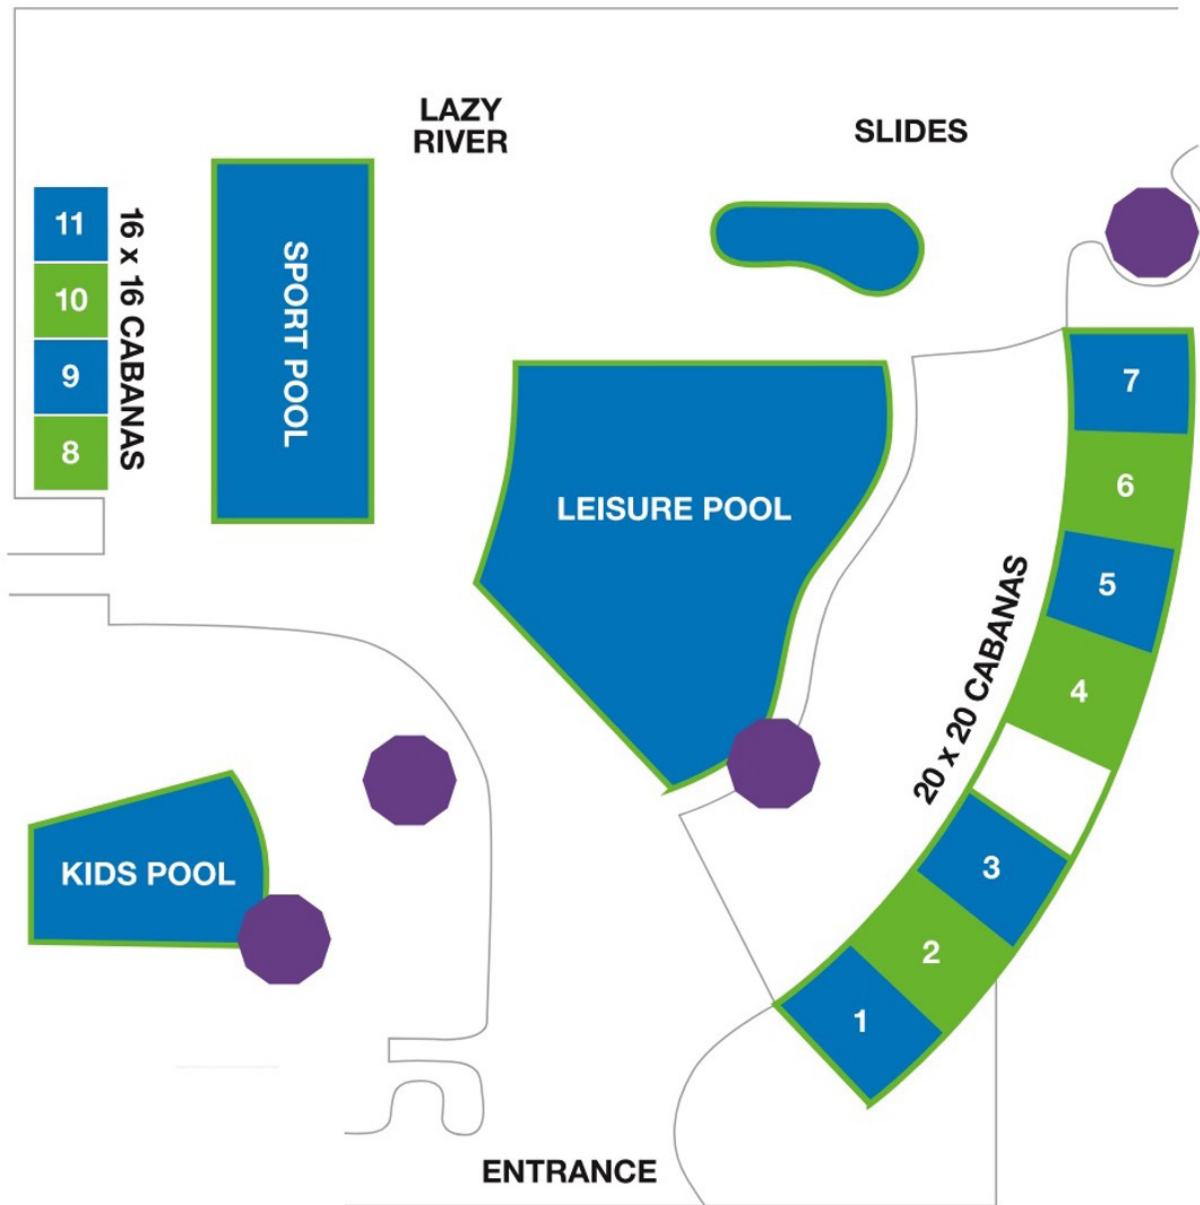 LAZY
RIVER
SLIDES
11
10
9
8
16 x 16 CABANAS
SPORT POOL
LEISURE POOL
7
6
5
4
3
2
1
20 x 20 CABANAS
KIDS POOL
ENTRANCE